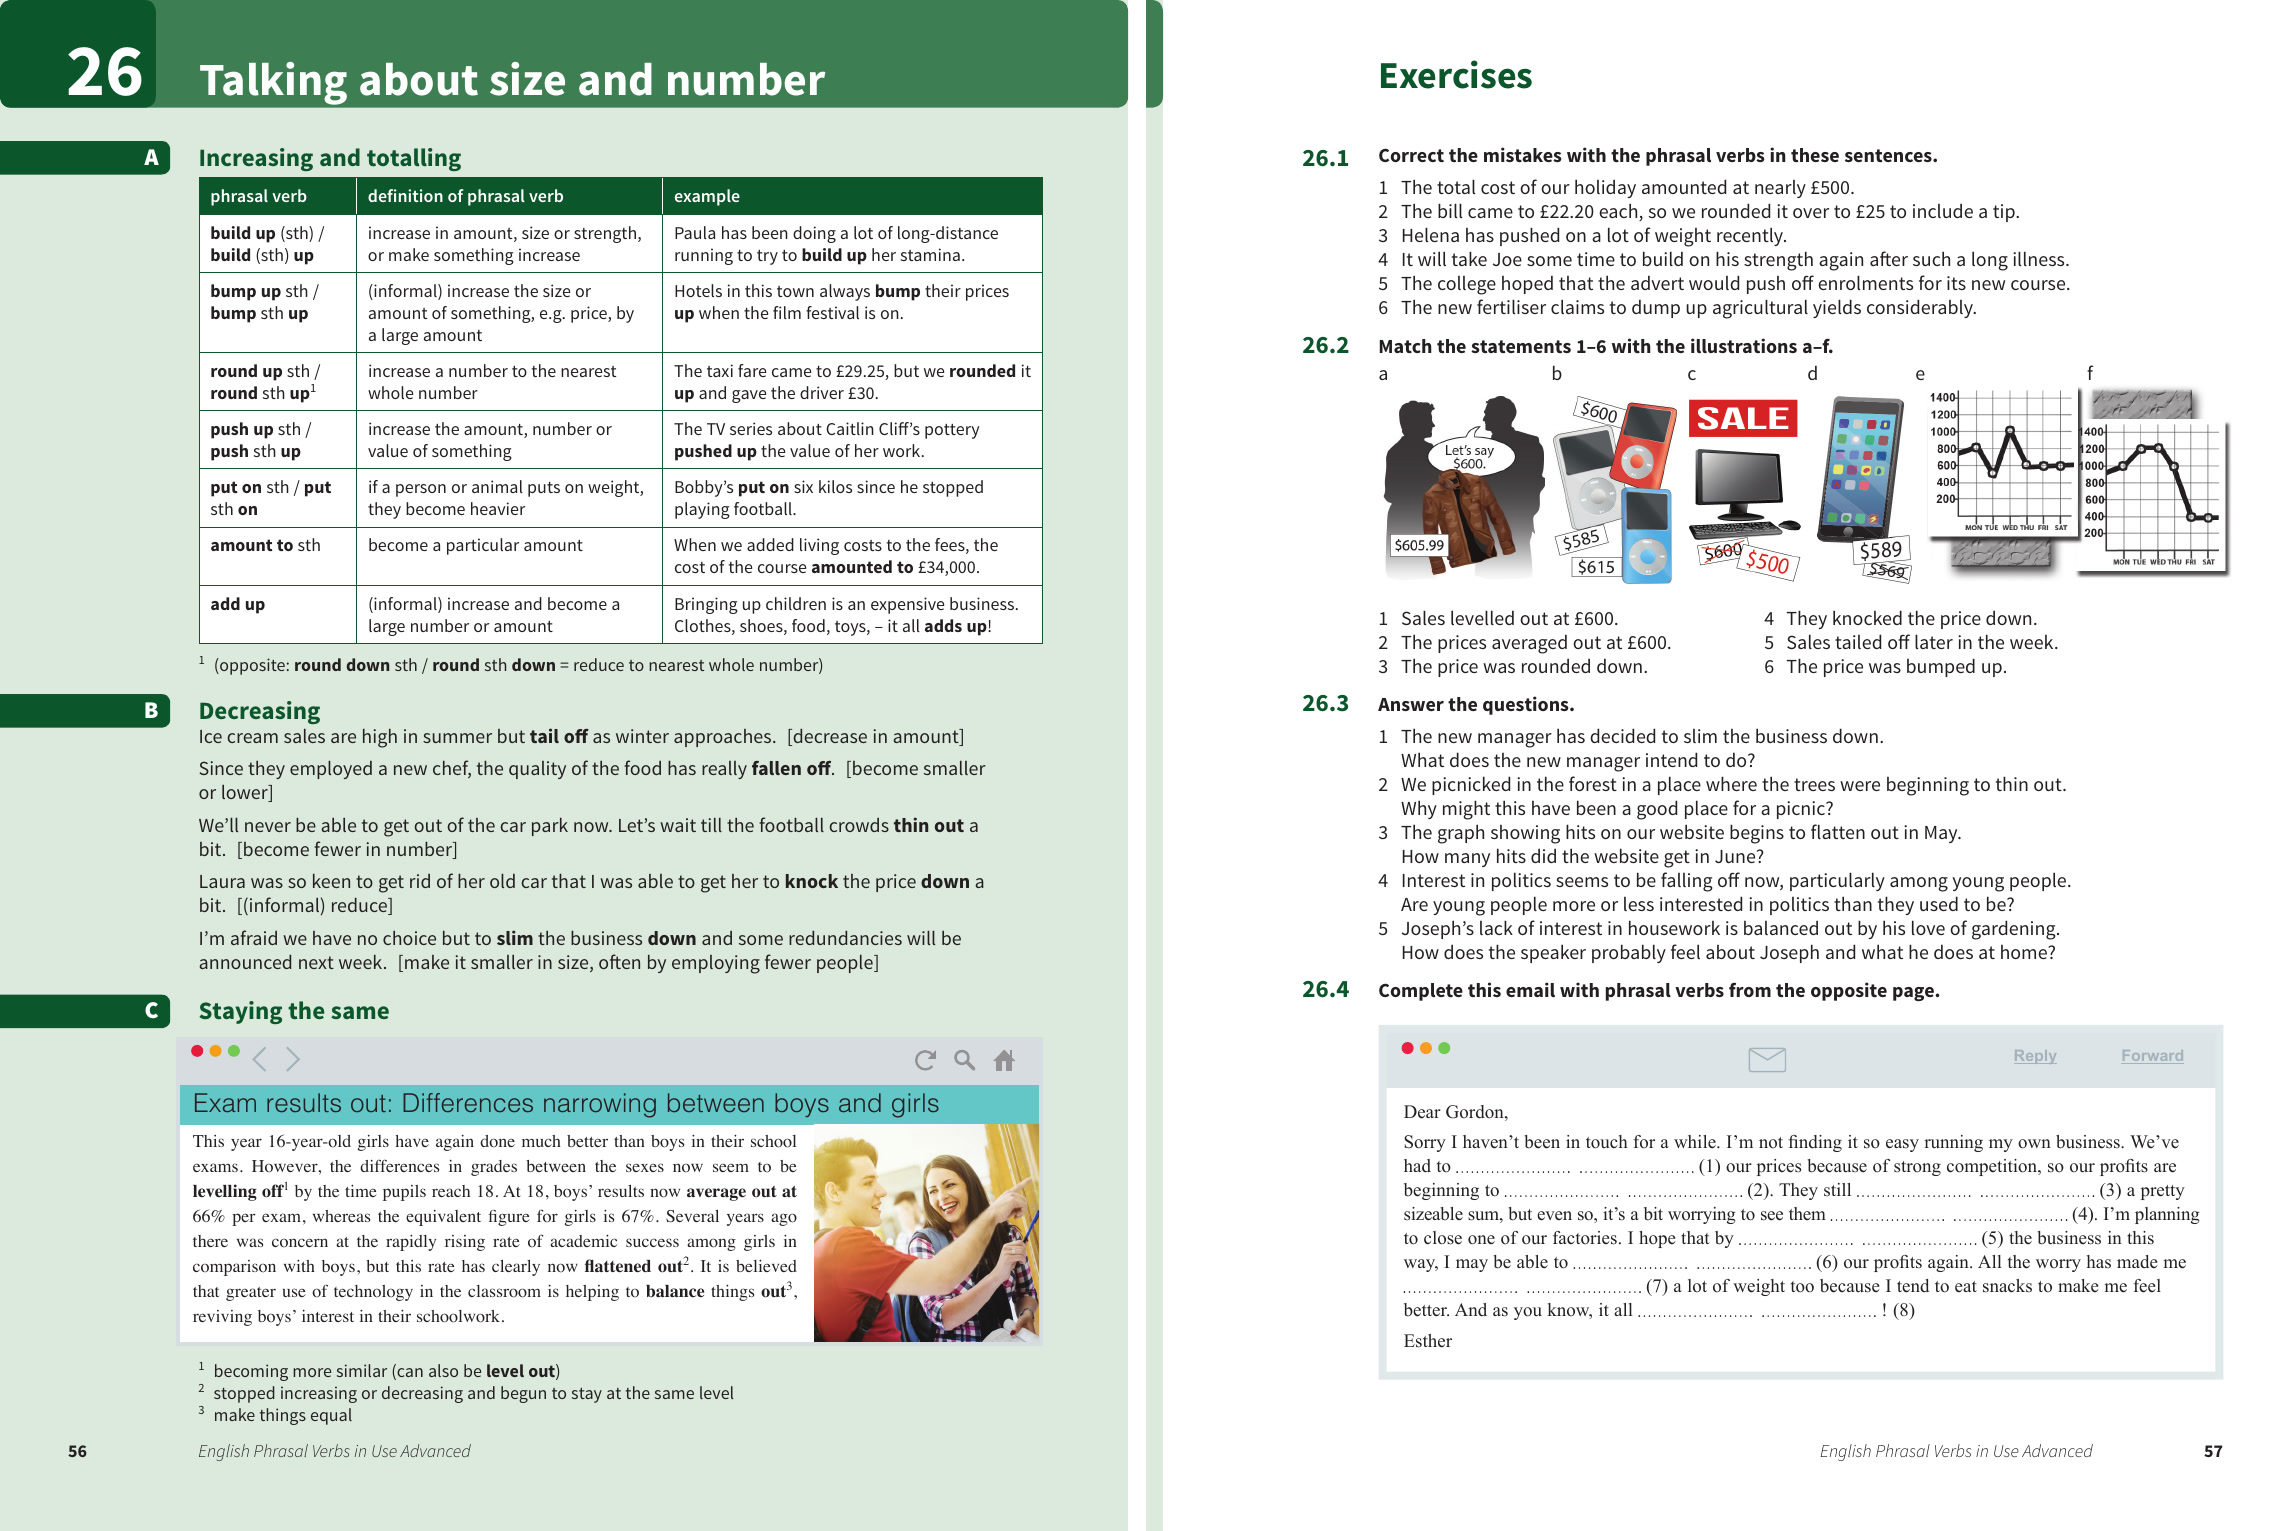 26
Talking about size and number
A
Increasing and totalling
phrasal verb
definition of phrasal verb
example
build up (sth) /
build (sth) up
increase in amount, size or strength,
or make something increase
Paula has been doing a lot of long-distance
running to try to build up her stamina.
bump up sth /
bump sth up
(informal) increase the size or
amount of something, e.g. price, by
a large amount
Hotels in this town always bump their prices
up when the film festival is on.
round up sth /
round sth up1
increase a number to the nearest
whole number
The taxi fare came to £29.25, but we rounded it
up and gave the driver £30.
push up sth /
push sth up
increase the amount, number or
value of something
The TV series about Caitlin Cliff's pottery
pushed up the value of her work.
put on sth / put
sth on
if a person or animal puts on weight,
they become heavier
Bobby's put on six kilos since he stopped
playing football.
amount to sth
become a particular amount
When we added living costs to the fees, the
cost of the course amounted to £34,000.
add up
(informal) increase and become a
large number or amount
Bringing up children is an expensive business.
Clothes, shoes, food, toys, – it all adds up!
1 (opposite: round down sth / round sth down = reduce to nearest whole number)
B
Decreasing
Ice cream sales are high in summer but tail off as winter approaches. [decrease in amount]
Since they employed a new chef, the quality of the food has really fallen off. [become smaller
or lower]
We'll never be able to get out of the car park now. Let's wait till the football crowds thin out a
bit. [become fewer in number]
Laura was so keen to get rid of her old car that I was able to get her to knock the price down a
bit. [(informal) reduce]
I'm afraid we have no choice but to slim the business down and some redundancies will be
announced next week. [make it smaller in size, often by employing fewer people]
C
Staying the same
Exam results out: Differences narrowing between boys and girls
This year 16-year-old girls have again done much better than boys in their school
exams. However, the differences in grades between the sexes now seem to be
levelling off1 by the time pupils reach 18. At 18, boys' results now average out at
66% per exam, whereas the equivalent figure for girls is 67%. Several years ago
there was concern at the rapidly rising rate of academic success among girls in
comparison with boys, but this rate has clearly now flattened out2. It is believed
that greater use of technology in the classroom is helping to balance things out3,
reviving boys' interest in their schoolwork.
1 becoming more similar (can also be level out)
2 stopped increasing or decreasing and begun to stay at the same level
3 make things equal
56
English Phrasal Verbs in Use Advanced
Exercises
26.1
Correct the mistakes with the phrasal verbs in these sentences.
1 The total cost of our holiday amounted at nearly £500.
2 The bill came to £22.20 each, so we rounded it over to £25 to include a tip.
3 Helena has pushed on a lot of weight recently.
4 It will take Joe some time to build on his strength again after such a long illness.
5 The college hoped that the advert would push off enrolments for its new course.
6 The new fertiliser claims to dump up agricultural yields considerably.
26.2
Match the statements 1–6 with the illustrations a–f.
a
b
c
d
e
f
Let's say
$600.
$605.99
$600
$585
$615
SALE
$600
$500
$589
$569
1400
1200
1000
800
600
400
200
MON TUE WED THU FRI SAT
1400
1200
1000
800
600
400
200
MON TUE WED THU FRI SAT
1 Sales levelled out at £600.
2 The prices averaged out at £600.
3 The price was rounded down.
4 They knocked the price down.
5 Sales tailed off later in the week.
6 The price was bumped up.
26.3
Answer the questions.
1 The new manager has decided to slim the business down.
What does the new manager intend to do?
2 We picnicked in the forest in a place where the trees were beginning to thin out.
Why might this have been a good place for a picnic?
3 The graph showing hits on our website begins to flatten out in May.
How many hits did the website get in June?
4 Interest in politics seems to be falling off now, particularly among young people.
Are young people more or less interested in politics than they used to be?
5 Joseph's lack of interest in housework is balanced out by his love of gardening.
How does the speaker probably feel about Joseph and what he does at home?
26.4
Complete this email with phrasal verbs from the opposite page.
Reply
Forward
Dear Gordon,
Sorry I haven't been in touch for a while. I'm not finding it so easy running my own business. We've
had to ....................... ....................... (1) our prices because of strong competition, so our profits are
beginning to ....................... ....................... (2). They still ....................... ....................... (3) a pretty
sizeable sum, but even so, it's a bit worrying to see them ....................... ....................... (4). I'm planning
to close one of our factories. I hope that by ....................... ....................... (5) the business in this
way, I may be able to ....................... ....................... (6) our profits again. All the worry has made me
....................... ....................... (7) a lot of weight too because I tend to eat snacks to make me feel
better. And as you know, it all ....................... ....................... ! (8)
Esther
English Phrasal Verbs in Use Advanced
57